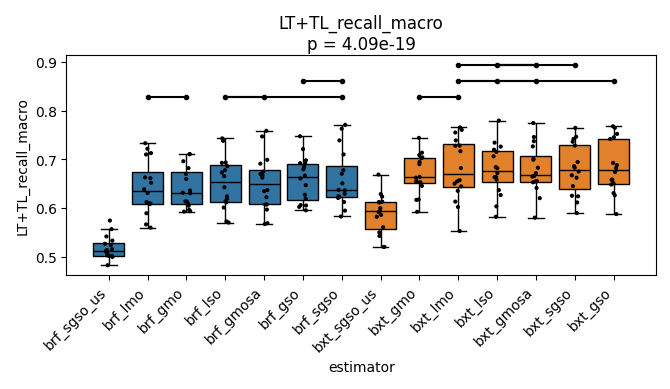 LT+TL_recall_macro
p = 4.09e-19
LT+TL_recall_macro
0.9
0.8
0.7
0.6
0.5
brf_sgso_us
brf_lmo
brf_gmo
brf_lso
brf_gmosa
brf_gso
brf_sgso
bxt_sgso_us
bxt_gmo
bxt_lmo
bxt_lso
bxt_gmosa
bxt_sgso
bxt_gso
estimator